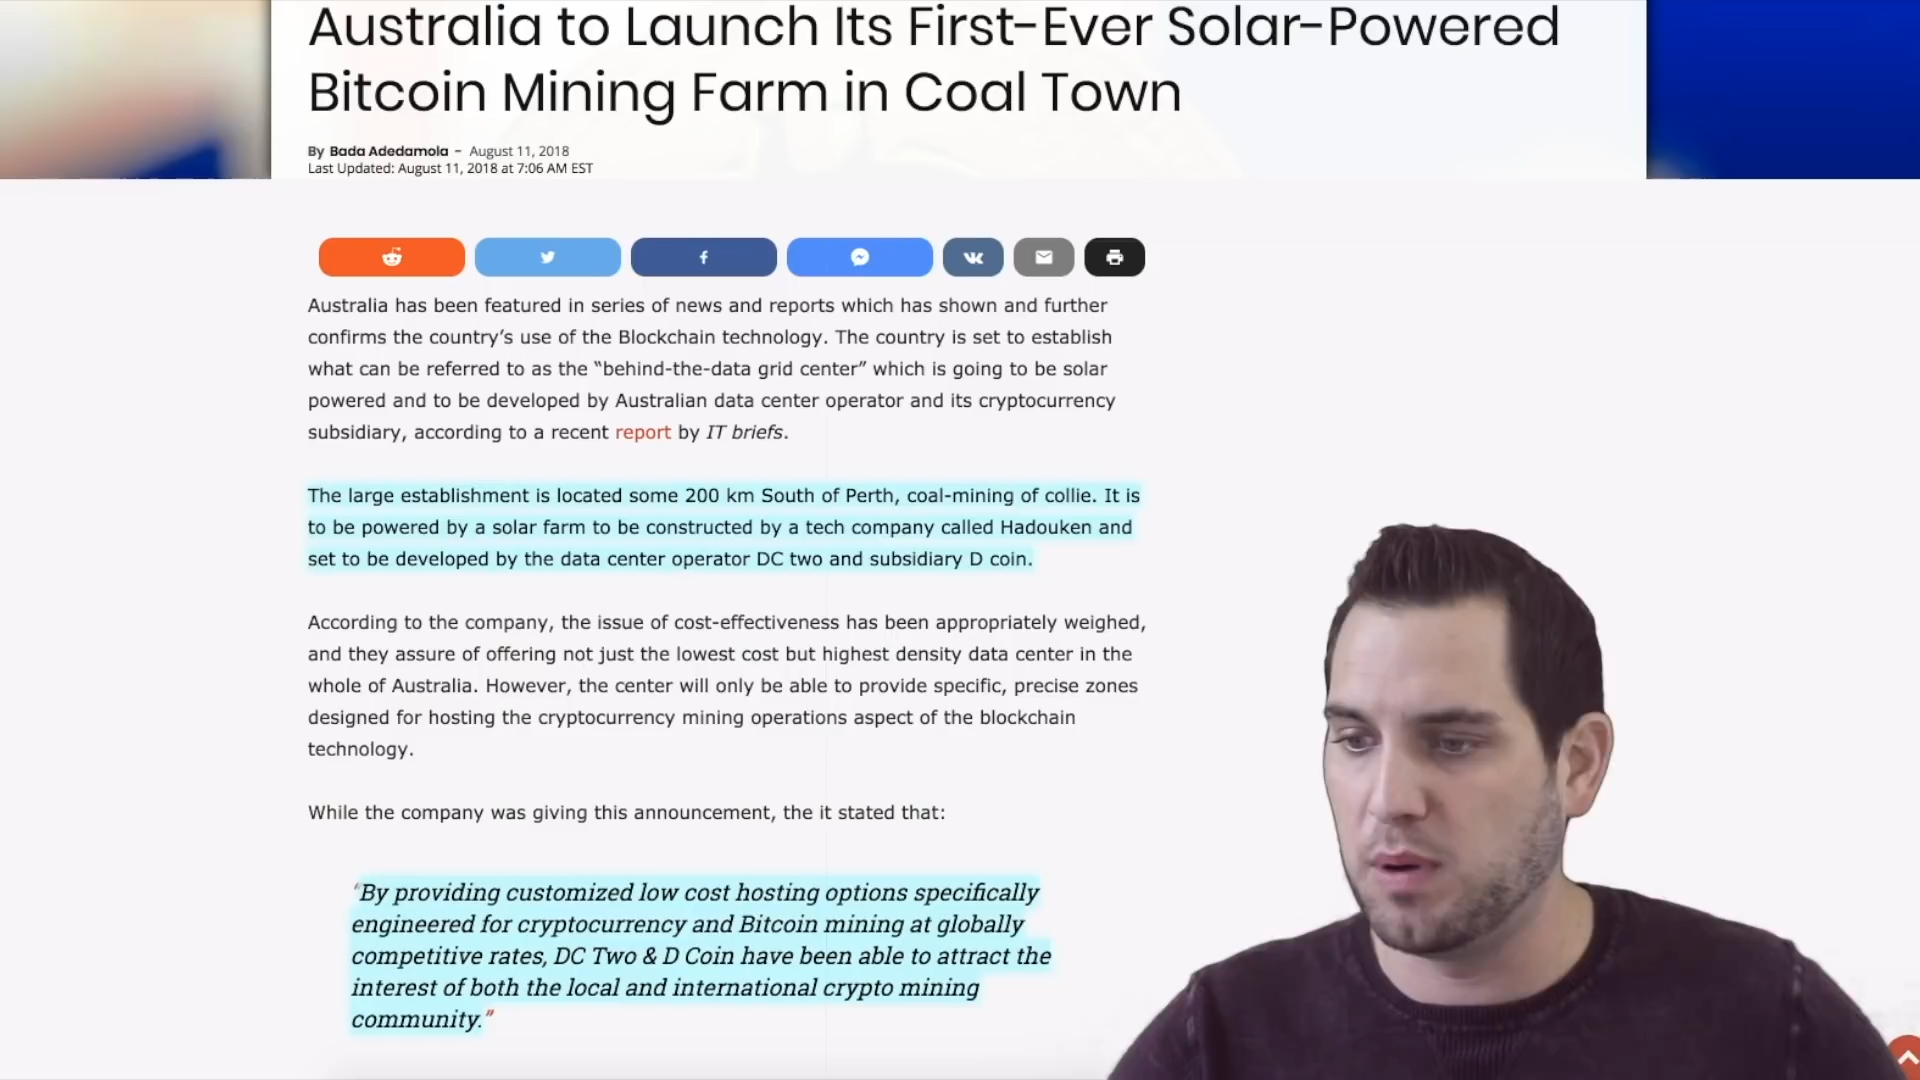 Australia to Launch Its First-Ever Solar-Powered
Bitcoin Mining Farm in Coal Town
By Bada Adedamola - August 11, 2018
Last Updated: August 11, 2018 at 7:06 AM EST
Australia has been featured in series of news and reports which has shown and further
confirms the country’s use of the Blockchain technology. The country is set to establish
what can be referred to as the “behind-the-data grid center” which is going to be solar
powered and to be developed by Australian data center operator and its cryptocurrency
subsidiary, according to a recent report by IT briefs.
The large establishment is located some 200 km South of Perth, coal-mining of collie. It is
to be powered by a solar farm to be constructed by a tech company called Hadouken and
set to be developed by the data center operator DC two and subsidiary D coin.
According to the company, the issue of cost-effectiveness has been appropriately weighed,
and they assure of offering not just the lowest cost but highest density data center in the
whole of Australia. However, the center will only be able to provide specific, precise zones
designed for hosting the cryptocurrency mining operations aspect of the blockchain
technology.
While the company was giving this announcement, the it stated that:
“By providing customized low cost hosting options specifically
engineered for cryptocurrency and Bitcoin mining at globally
competitive rates, DC Two & D Coin have been able to attract the
interest of both the local and international crypto mining
community.”